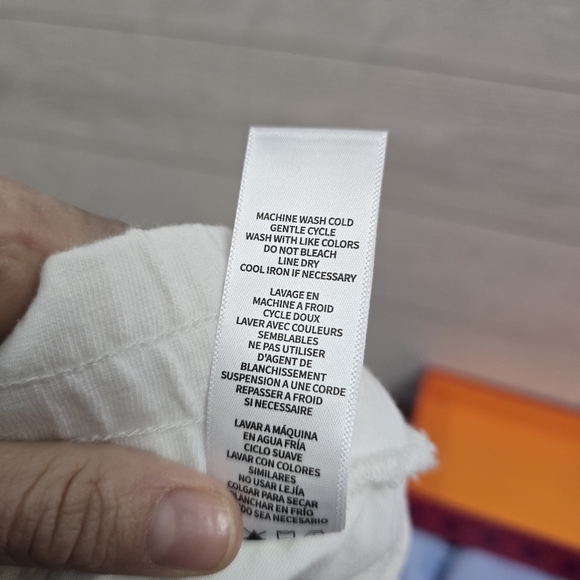 MACHINE WASH COLD
GENTLE CYCLE
WASH WITH LIKE COLORS
DO NOT BLEACH
LINE DRY
COOL IRON IF NECESSARY
LAVAGE EN
MACHINE A FROID
CYCLE DOUX
LAVER AVEC COULEURS
SEMBLABLES
NE PAS UTILISER
D'AGENT DE
BLANCHISSEMENT
SUSPENSION A UNE CORDE
REPASSER A FROID
SI NECESSAIRE
LAVAR A MÁQUINA
EN AGUA FRÍA
CICLO SUAVE
LAVAR CON COLORES
SIMILARES
NO USAR LEJÍA
COLGAR PARA SECAR
PLANCHAR EN FRÍO
SEA NECESARIO